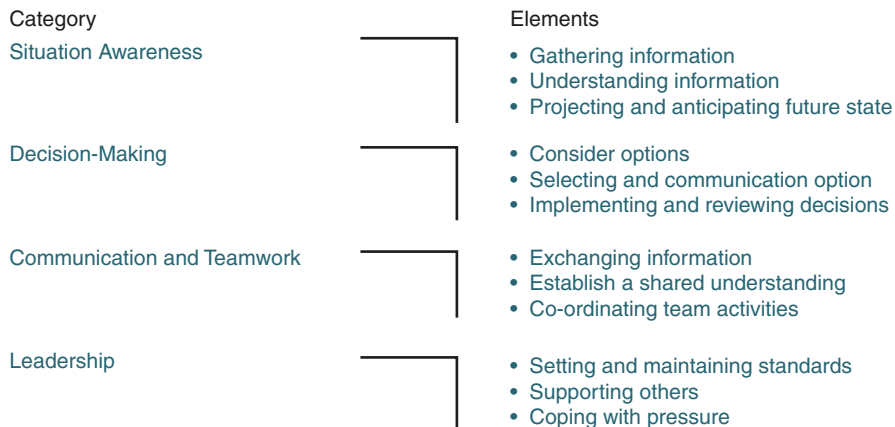 Category
Elements
Situation Awareness
• Gathering information
• Understanding information
• Projecting and anticipating future state
Decision-Making
• Consider options
• Selecting and communication option
• Implementing and reviewing decisions
Communication and Teamwork
• Exchanging information
• Establish a shared understanding
• Co-ordinating team activities
Leadership
• Setting and maintaining standards
• Supporting others
• Coping with pressure